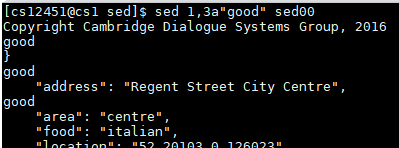 [cs12451@cs1 sed]$ sed 1,3a"good" sed00
Copyright Cambridge Dialogue Systems Group, 2016
good
}
good
    "address": "Regent Street City Centre",
good
    "area": "centre",
    "food": "italian",
    "location": "52.20103,0.126023"